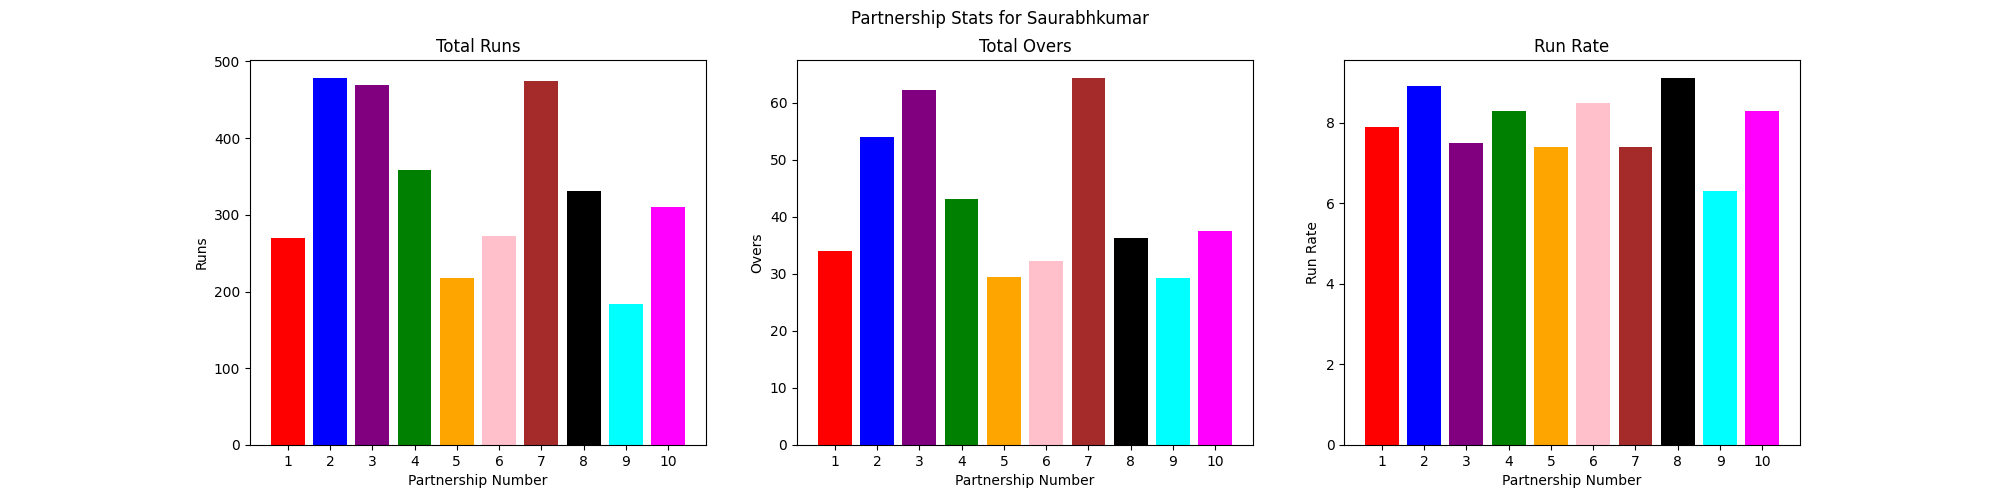 Partnership Stats for Saurabhkumar
Total Runs
500
400
300
200
100
0
Runs
1 2 3 4 5 6 7 8 9 10
Partnership Number
Total Overs
60
50
40
30
20
10
0
Overs
1 2 3 4 5 6 7 8 9 10
Partnership Number
Run Rate
8
6
4
2
0
Run Rate
1 2 3 4 5 6 7 8 9 10
Partnership Number